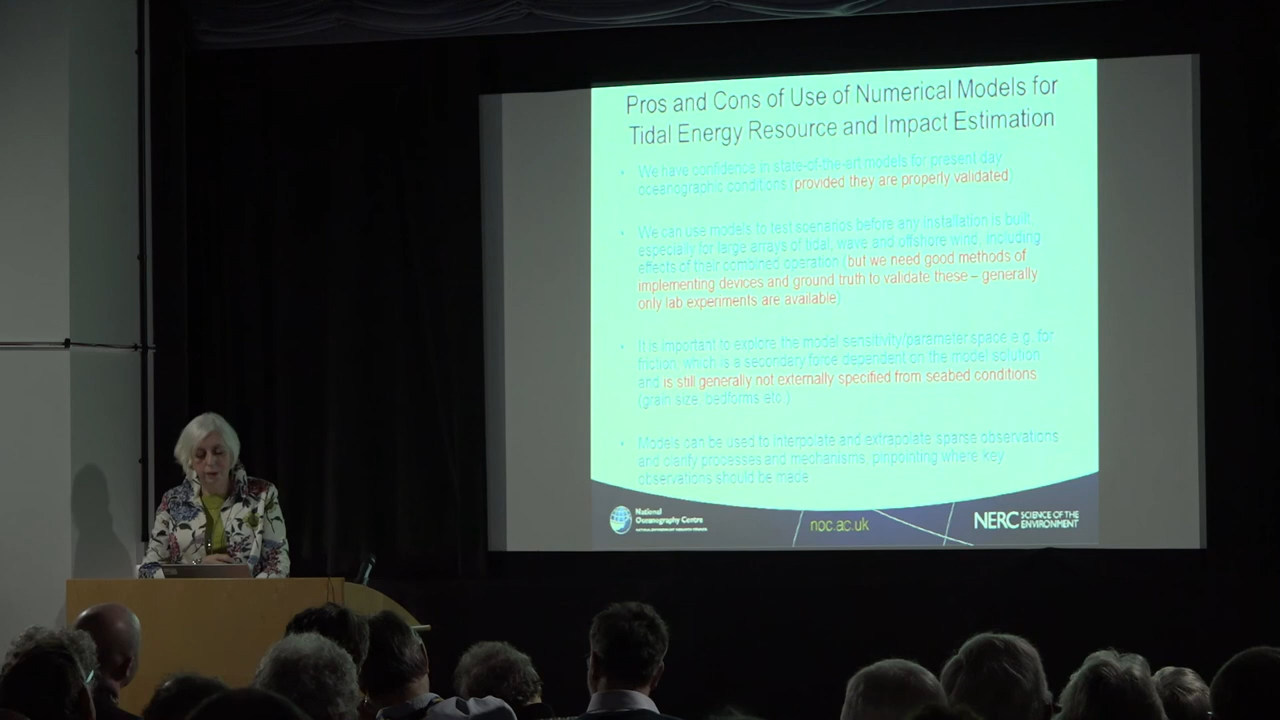 Pros and Cons of Use of Numerical Models for
Tidal Energy Resource and Impact Estimation
• We have confidence in state-of-the-art models for present day
oceanographic conditions (provided they are properly validated)
• We can use models to test scenarios before any installation is built,
especially for large arrays of tidal, wave and offshore wind, including
effects of their combined operation (but we need good methods of
implementing devices and ground truth to validate these – generally
only lab experiments are available)
• It is important to explore the model sensitivity/parameter space e.g. for
friction, which is a secondary force dependent on the model solution
and is still generally not externally specified from seabed conditions
(grain size, bedforms etc.)
• Models can be used to interpolate and extrapolate sparse observations
and clarify processes and mechanisms, pinpointing where key
observations should be made
National
Oceanography Centre
noc.ac.uk
NERC SCIENCE OF THE
ENVIRONMENT